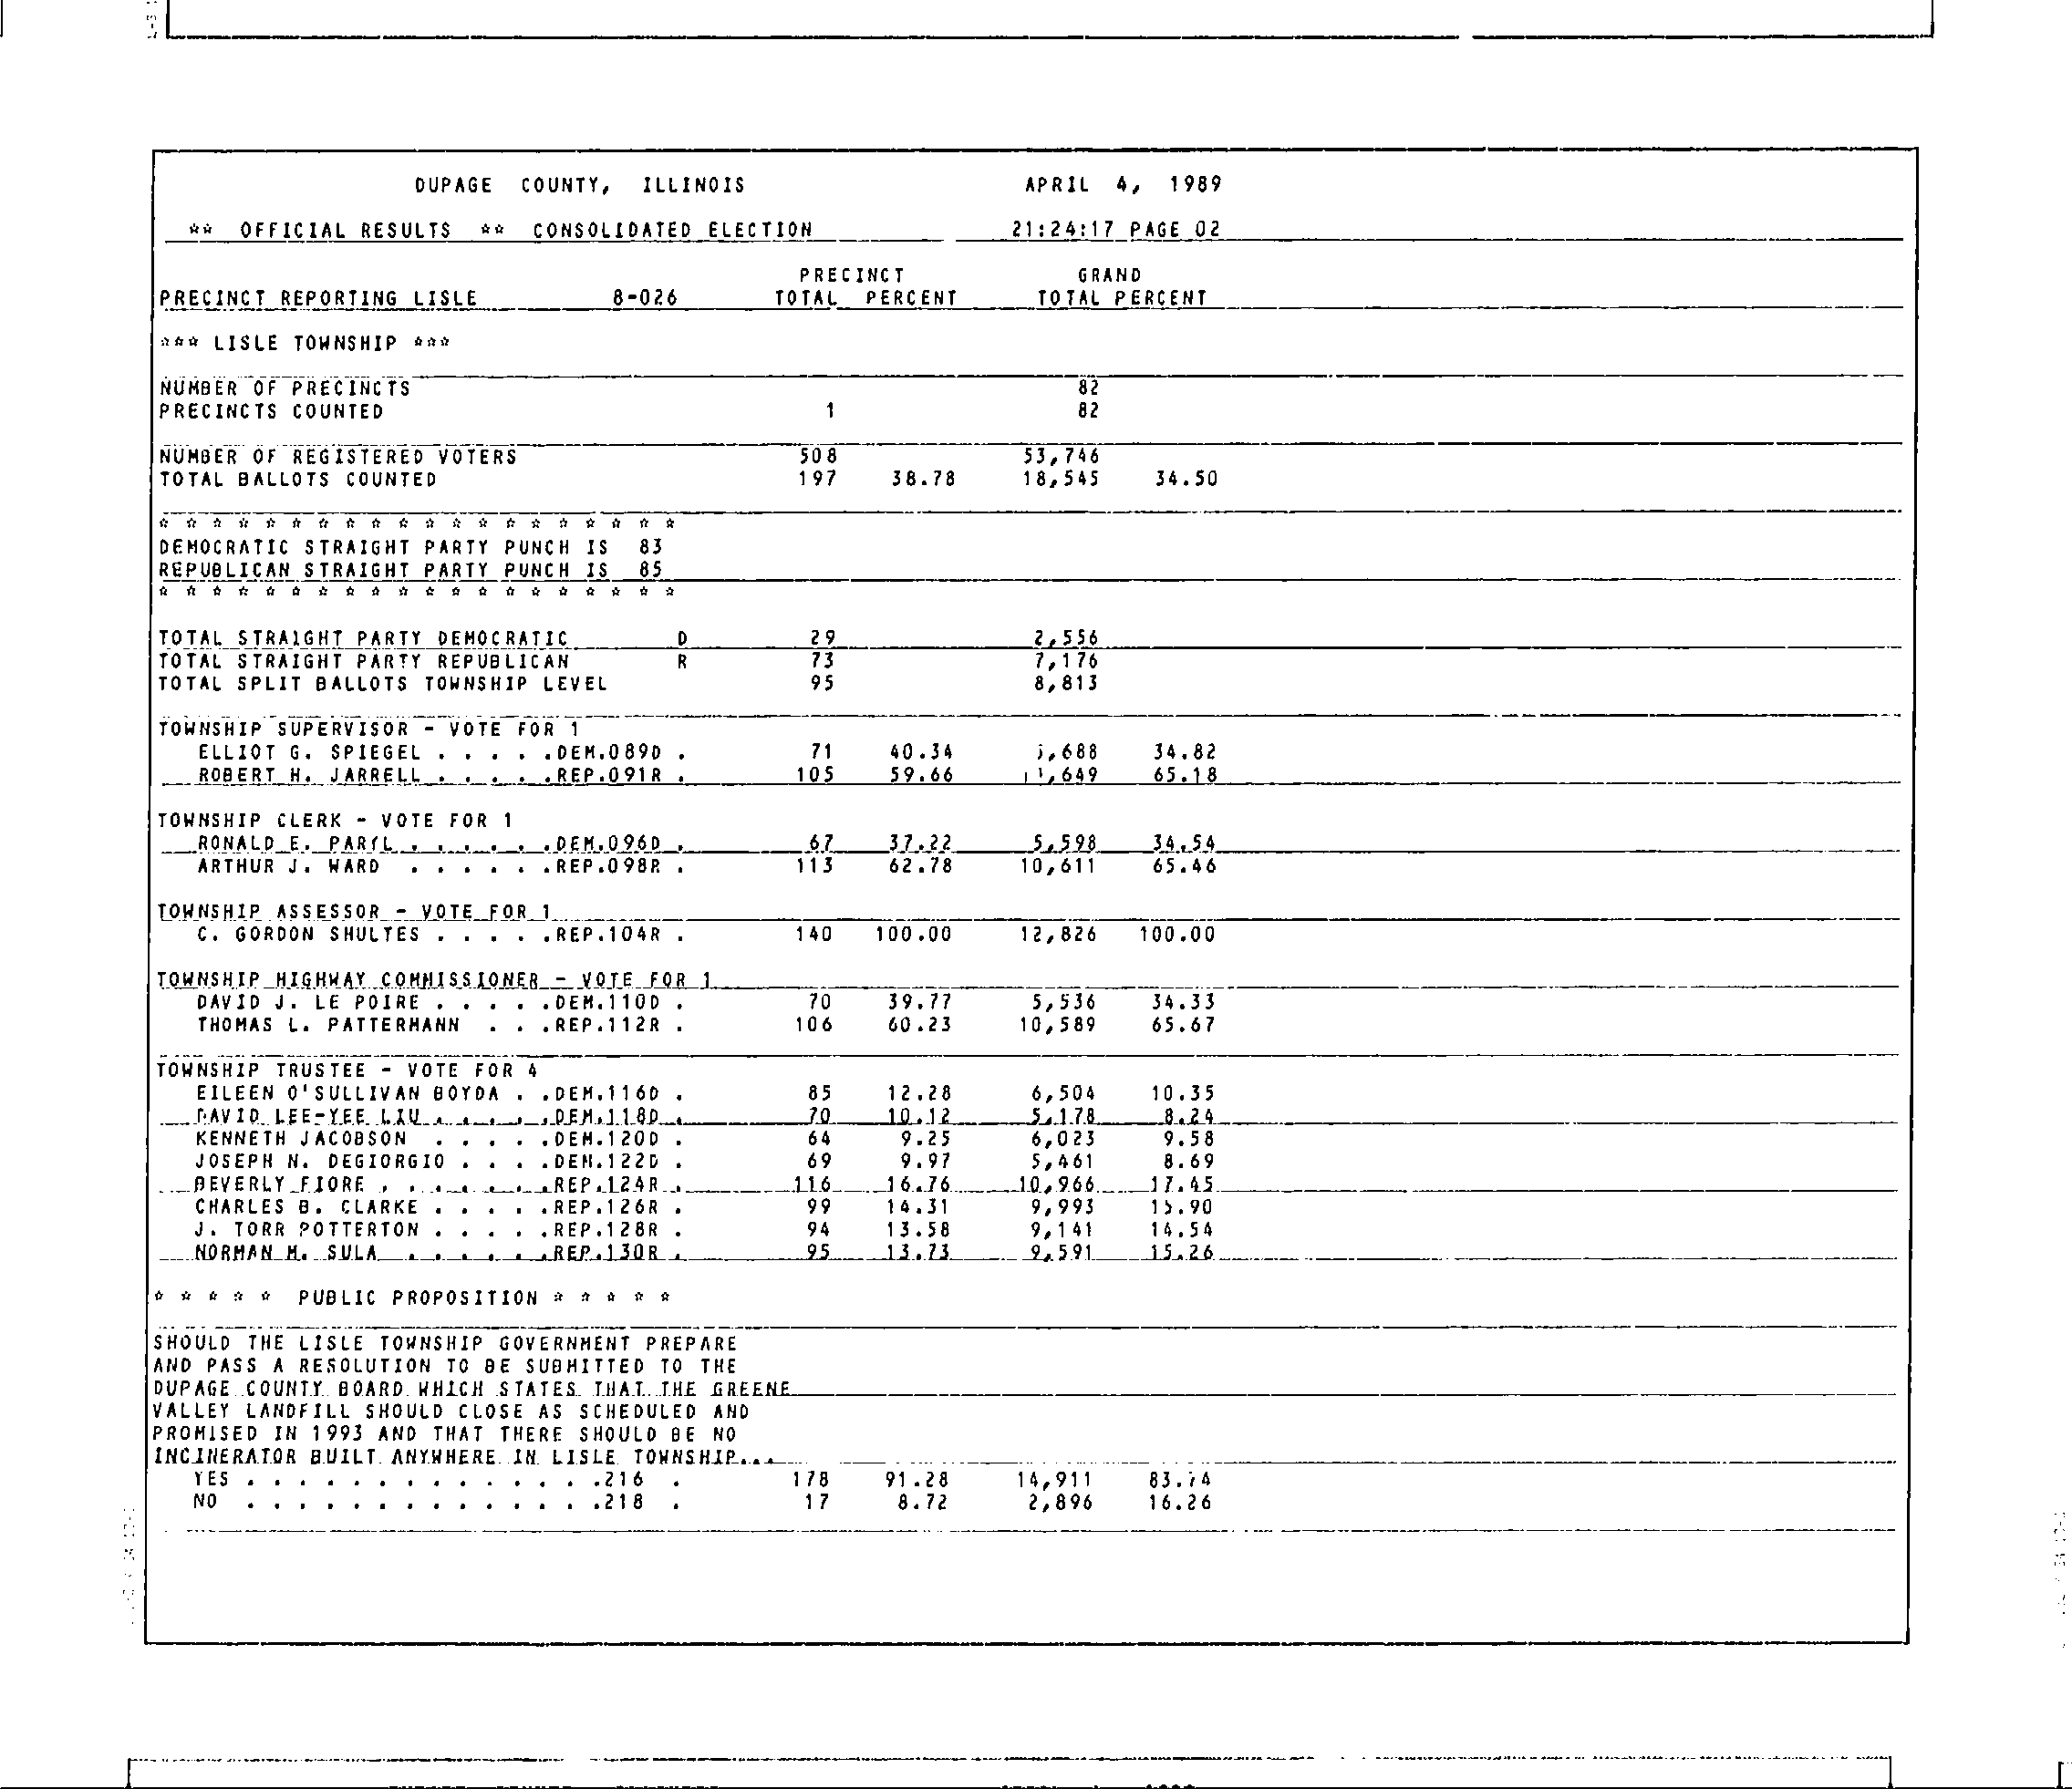 DUPAGE COUNTY, ILLINOIS APRIL 4, 1989
** OFFICIAL RESULTS ** CONSOLIDATED ELECTION 21:24:17 PAGE 02
PRECINCT GRAND
PRECINCT REPORTING LISLE 8-026 TOTAL PERCENT TOTAL PERCENT
*** LISLE TOWNSHIP ***
NUMBER OF PRECINCTS 82
PRECINCTS COUNTED 1 82
NUMBER OF REGISTERED VOTERS 508 53,746
TOTAL BALLOTS COUNTED 197 38.78 18,545 34.50
* * * * * * * * * * * * * * * * * * * *
DEMOCRATIC STRAIGHT PARTY PUNCH IS 83
REPUBLICAN STRAIGHT PARTY PUNCH IS 85
* * * * * * * * * * * * * * * * * * * *
TOTAL STRAIGHT PARTY DEMOCRATIC D 29 2,556
TOTAL STRAIGHT PARTY REPUBLICAN R 73 7,176
TOTAL SPLIT BALLOTS TOWNSHIP LEVEL 95 8,813
TOWNSHIP SUPERVISOR - VOTE FOR 1
ELLIOT G. SPIEGEL . . . . .DEM.089D . 71 40.34 34.82
ROBERT H. JARRELL . . . . .REP.091R . 105 59.66 65.18
TOWNSHIP CLERK - VOTE FOR 1
RONALD E. . . . . . .DEM.096D . 67 37.22 5,598 34.54
ARTHUR J. WARD . . . . . .REP.098R . 113 62.78 10,611 65.46
TOWNSHIP ASSESSOR - VOTE FOR 1
C. GORDON SHULTES . . . . .REP.104R . 140 100.00 12,826 100.00
TOWNSHIP HIGHWAY COMMISSIONER - VOTE FOR 1
DAVID J. LE POIRE . . . . .DEM.110D . 70 39.77 5,536 34.33
THOMAS L. PATTERMANN . . .REP.112R . 106 60.23 10,589 65.67
TOWNSHIP TRUSTEE - VOTE FOR 4
EILEEN O'SULLIVAN BOYDA . .DEM.116D . 85 12.28 6,504 10.35
DAVID LEE-YEE LIU . . . . .DEM.118D . 70 10.12 5,178 8.24
KENNETH JACOBSON . . . . .DEM.120D . 64 9.25 6,023 9.58
JOSEPH N. DEGIORGIO . . . .DEM.122D . 69 9.97 5,461 8.69
BEVERLY FIORE . . . . . . .REP.124R . 116 16.76 10,966 17.45
CHARLES B. CLARKE . . . . .REP.126R . 99 14.31 9,993 15.90
J. TORR POTTERTON . . . . .REP.128R . 94 13.58 9,141 14.54
NORMAN M. SULA . . . . . .REP.130R . 95 13.73 9,591 15.26
* * * * * PUBLIC PROPOSITION * * * * *
SHOULD THE LISLE TOWNSHIP GOVERNMENT PREPARE
AND PASS A RESOLUTION TO BE SUBMITTED TO THE
DUPAGE COUNTY BOARD WHICH STATES THAT THE GREENE
VALLEY LANDFILL SHOULD CLOSE AS SCHEDULED AND
PROMISED IN 1993 AND THAT THERE SHOULD BE NO
INCINERATOR BUILT ANYWHERE IN LISLE TOWNSHIP...
YES . . . . . . . . . . . . . .216 . 178 91.28 14,911 83.74
NO . . . . . . . . . . . . . .218 . 17 8.72 2,896 16.26